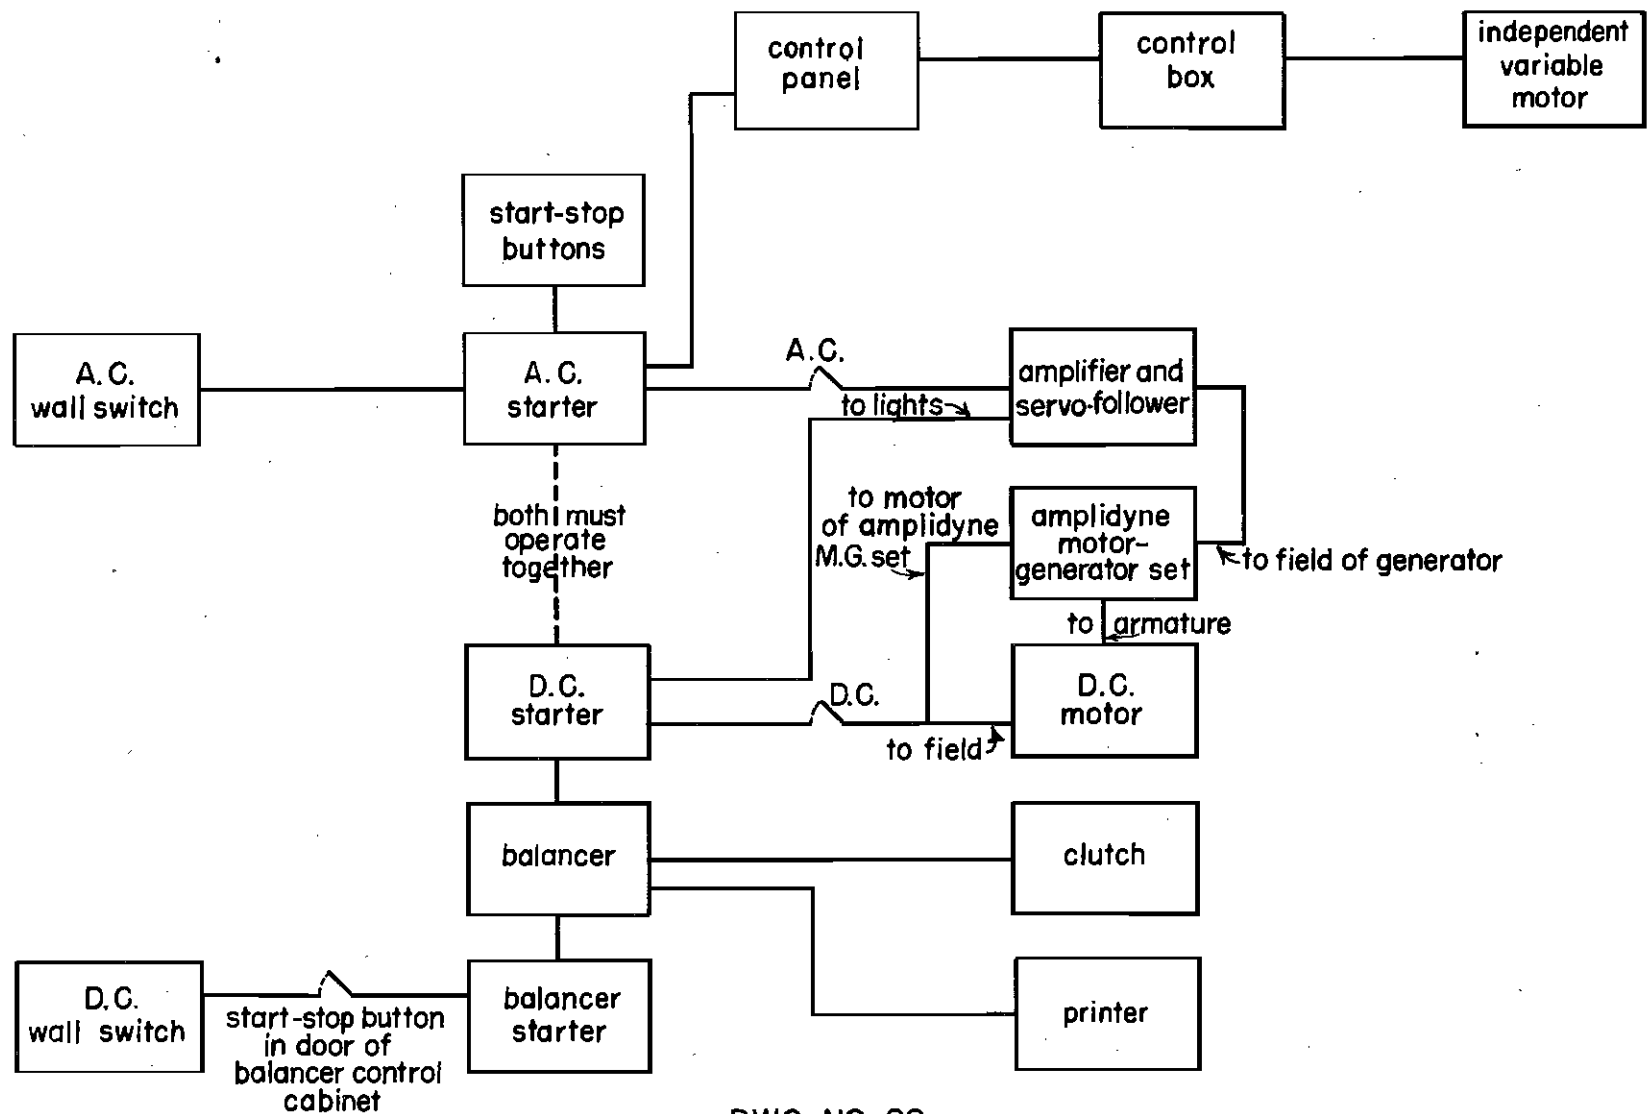 control
panel
control
box
independent
variable
motor
start-stop
buttons
A.C.
wall switch
A.C.
starter
A.C.
to lights
amplifier and
servo-follower
both must
operate
together
to motor
of amplidyne
M.G. set
amplidyne
motor-
generator set
to field of generator
to armature
D.C.
starter
D.C.
to field
D.C.
motor
balancer
clutch
D.C.
wall switch
start-stop button
in door of
balancer control
cabinet
balancer
starter
printer